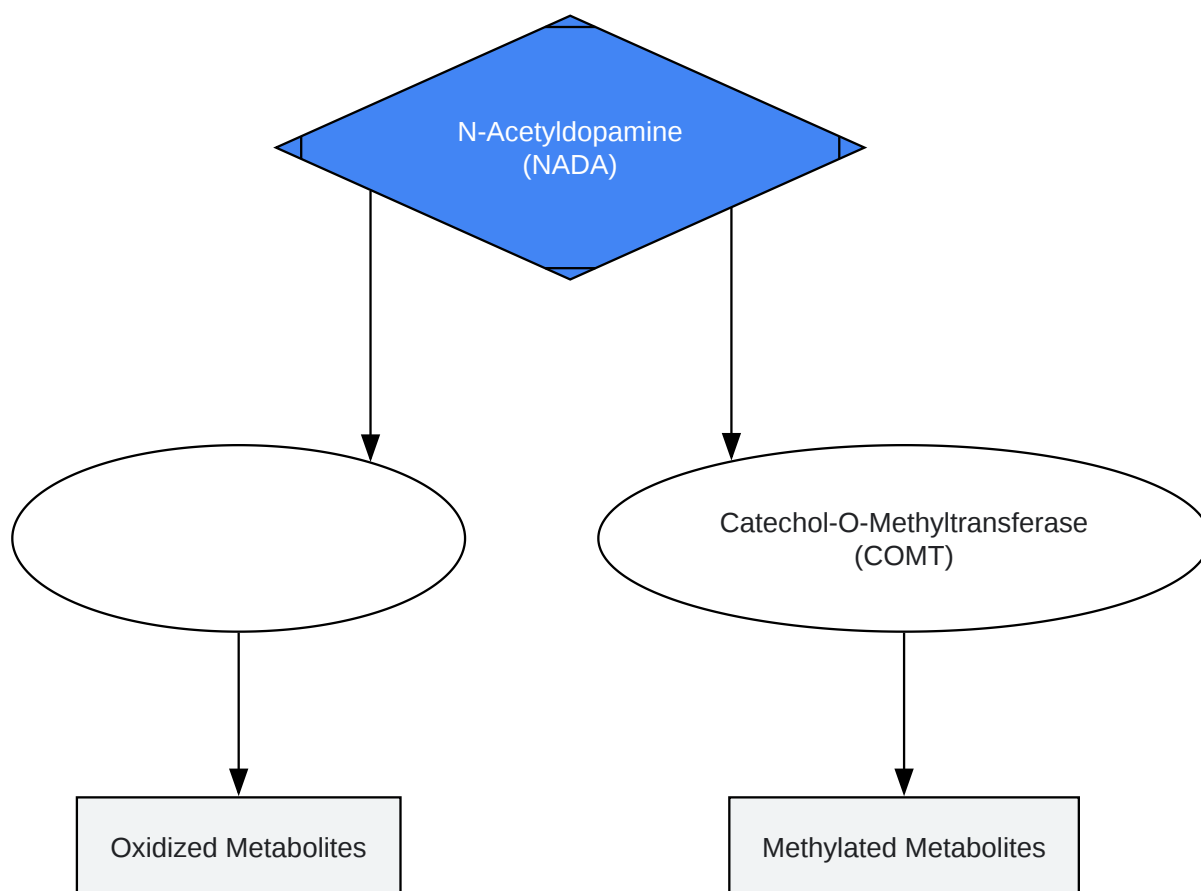 N-Acetyldopamine
(NADA)
Catechol-O-Methyltransferase
(COMT)
Oxidized Metabolites
Methylated Metabolites